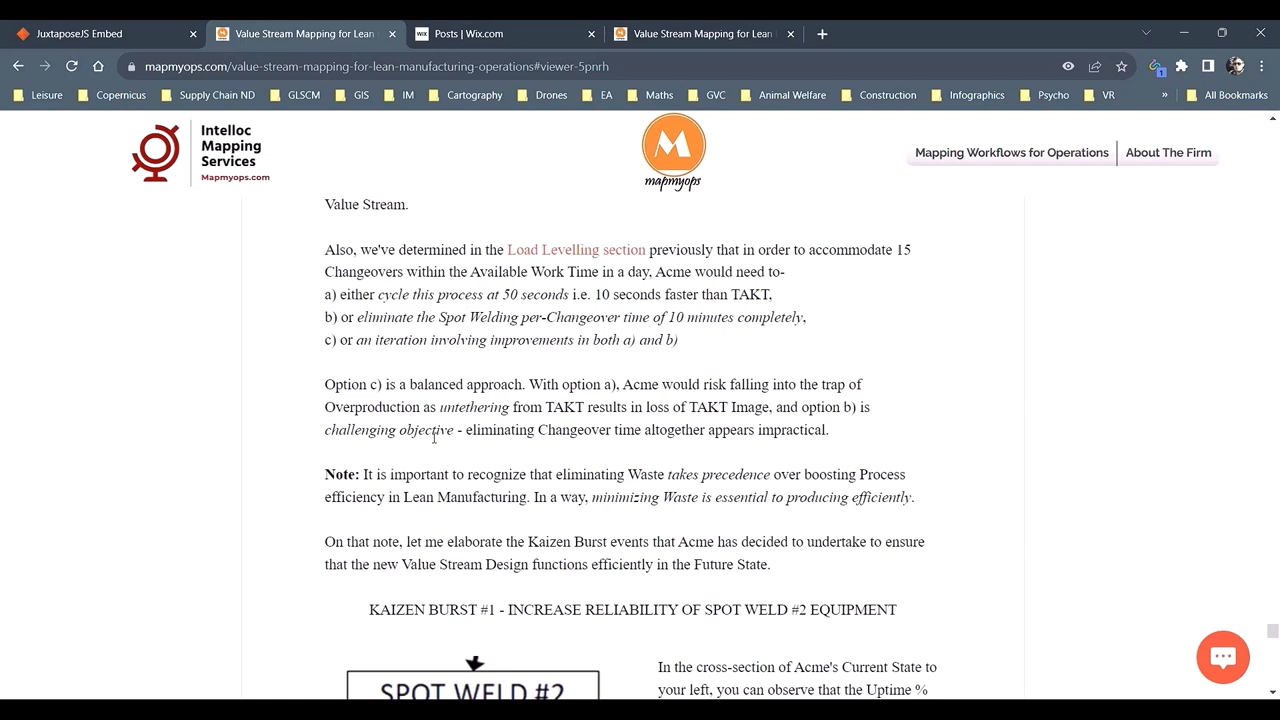 JuxtaposeJS Embed
Value Stream Mapping for Lean
WIX
Posts | Wix.com
Value Stream Mapping for Lean
mapmyops.com/value-stream-mapping-for-lean-manufacturing-operations#viewer-5pnrh
1
Leisure Copernicus Supply Chain ND GLSCM GIS IM Cartography Drones EA Maths GVC Animal Welfare Construction Infographics Psycho VR » All Bookmarks
Intelloc
Mapping
Services
Mapmyops.com
M
mapmyops
Mapping Workflows for Operations
About The Firm
Value Stream.
Also, we've determined in the Load Levelling section previously that in order to accommodate 15
Changeovers within the Available Work Time in a day, Acme would need to-
a) either cycle this process at 50 seconds i.e. 10 seconds faster than TAKT,
b) or eliminate the Spot Welding per-Changeover time of 10 minutes completely,
c) or an iteration involving improvements in both a) and b)
Option c) is a balanced approach. With option a), Acme would risk falling into the trap of
Overproduction as untethering from TAKT results in loss of TAKT Image, and option b) is
challenging objective - eliminating Changeover time altogether appears impractical.
Note: It is important to recognize that eliminating Waste takes precedence over boosting Process
efficiency in Lean Manufacturing. In a way, minimizing Waste is essential to producing efficiently.
On that note, let me elaborate the Kaizen Burst events that Acme has decided to undertake to ensure
that the new Value Stream Design functions efficiently in the Future State.
KAIZEN BURST #1 - INCREASE RELIABILITY OF SPOT WELD #2 EQUIPMENT
SPOT WELD #2
In the cross-section of Acme's Current State to
your left, you can observe that the Uptime %